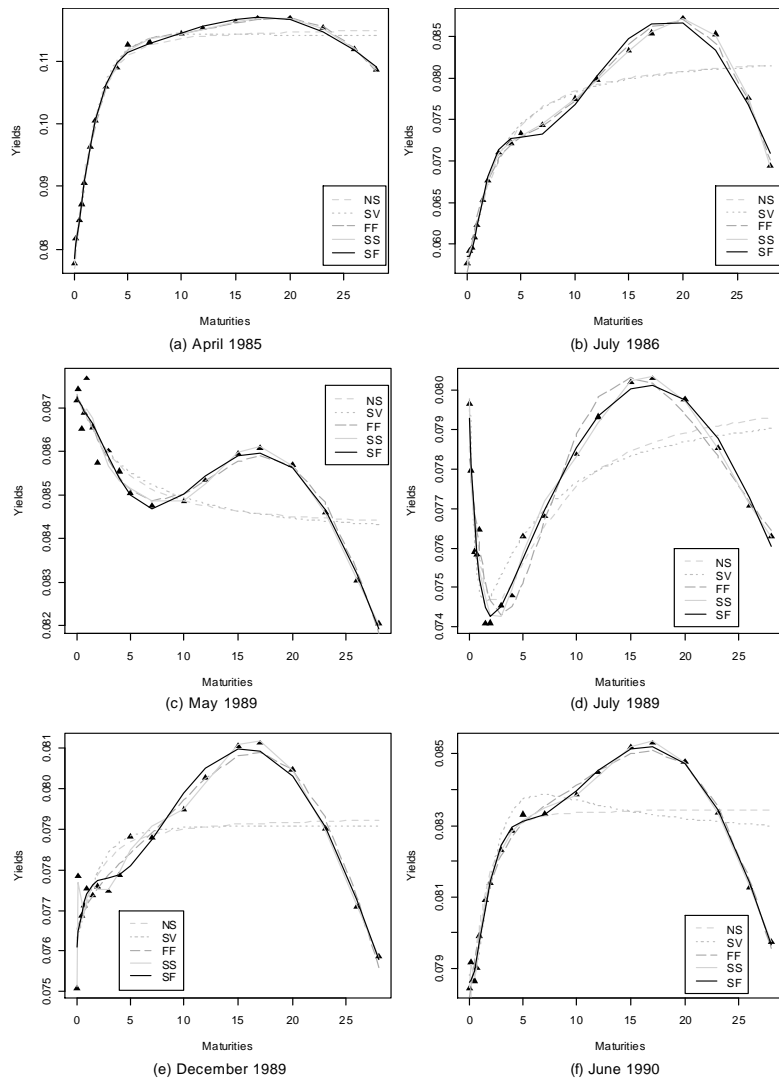 0.08 0.09 0.10 0.11
Yields
0 5 10 15 20 25
Maturities
NS
SV
FF
SS
SF
(a) April 1985
0.060 0.065 0.070 0.075 0.080 0.085
Yields
0 5 10 15 20 25
Maturities
NS
SV
FF
SS
SF
(b) July 1986
0.082 0.083 0.084 0.085 0.086 0.087
Yields
0 5 10 15 20 25
Maturities
NS
SV
FF
SS
SF
(c) May 1989
0.074 0.075 0.076 0.077 0.078 0.079 0.080
Yields
0 5 10 15 20 25
Maturities
NS
SV
FF
SS
SF
(d) July 1989
0.075 0.076 0.077 0.078 0.079 0.080 0.081
Yields
0 5 10 15 20 25
Maturities
NS
SV
FF
SS
SF
(e) December 1989
0.079 0.081 0.083 0.085
Yields
0 5 10 15 20 25
Maturities
NS
SV
FF
SS
SF
(f) June 1990